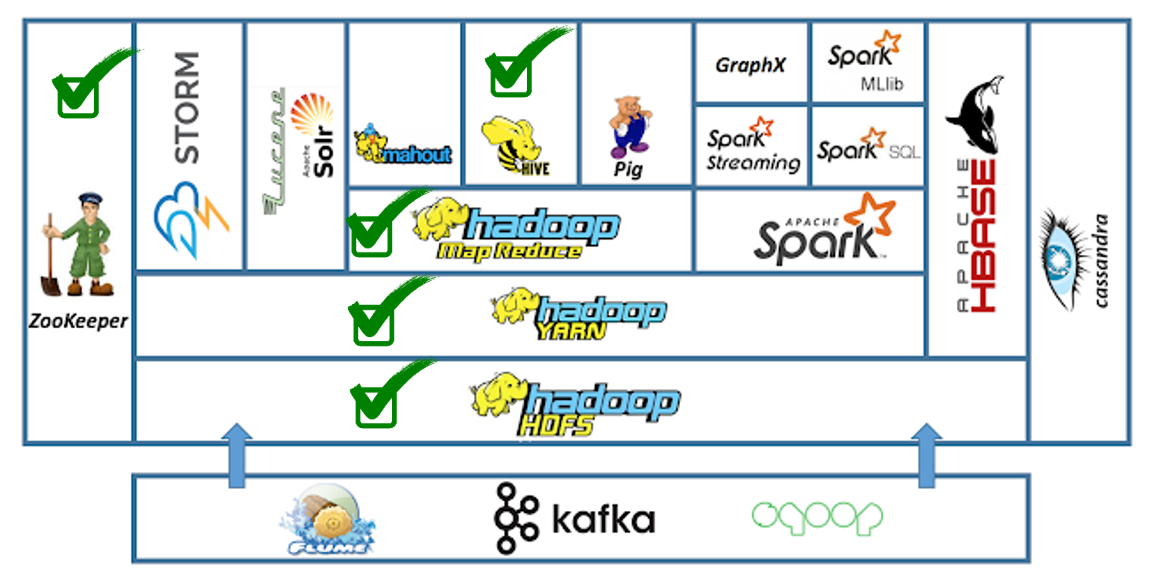 ZooKeeper
STORM
Lucene
Apache
Solr
mahout
HIVE
Pig
GraphX
Spark
MLlib
Spark
Streaming
Spark SQL
hadoop
Map Reduce
APACHE
Spark
hadoop
YARN
hadoop
HDFS
APACHE
HBASE
cassandra
FLUME
kafka
sqoop